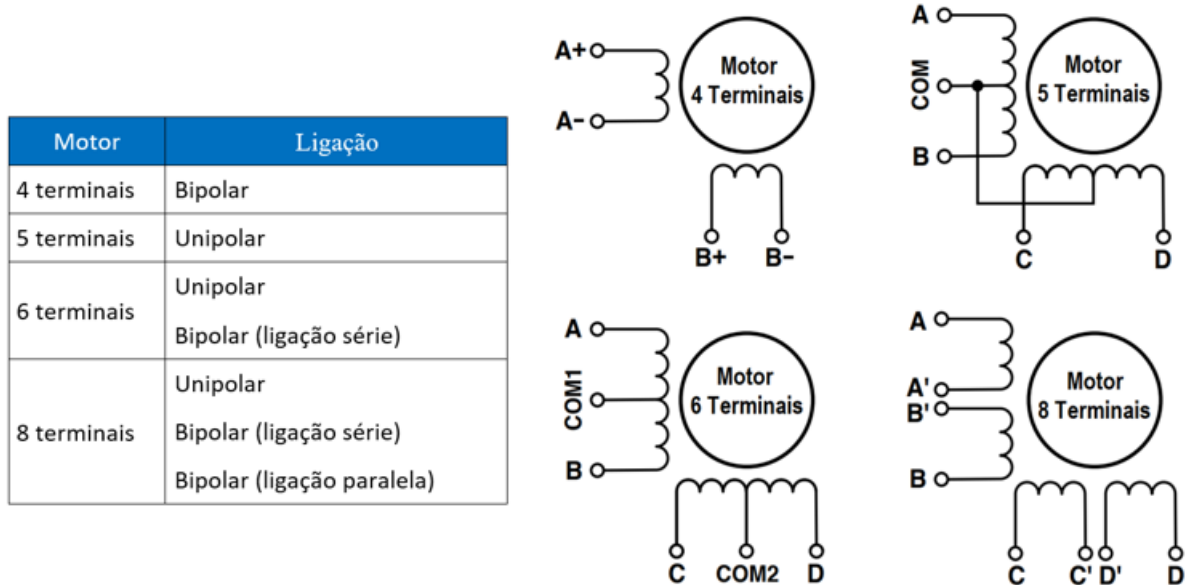 Motor Ligação
4 terminais Bipolar
5 terminais Unipolar
6 terminais
Unipolar
Bipolar (ligação série)
8 terminais
Unipolar
Bipolar (ligação série)
Bipolar (ligação paralela)
A+
A-
Motor
4 Terminais
B+ B-
A
COM
B
Motor
5 Terminais
C D
A
COM1
B
Motor
6 Terminais
C COM2 D
A
A'
B'
B
Motor
8 Terminais
C C' D' D